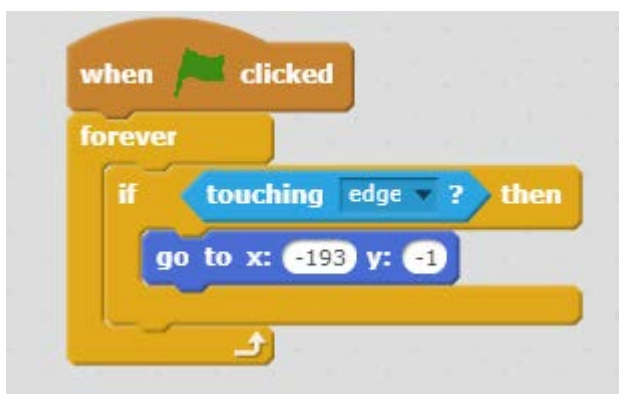 when clicked
forever
if touching edge ? then
go to x: -193 y: -1